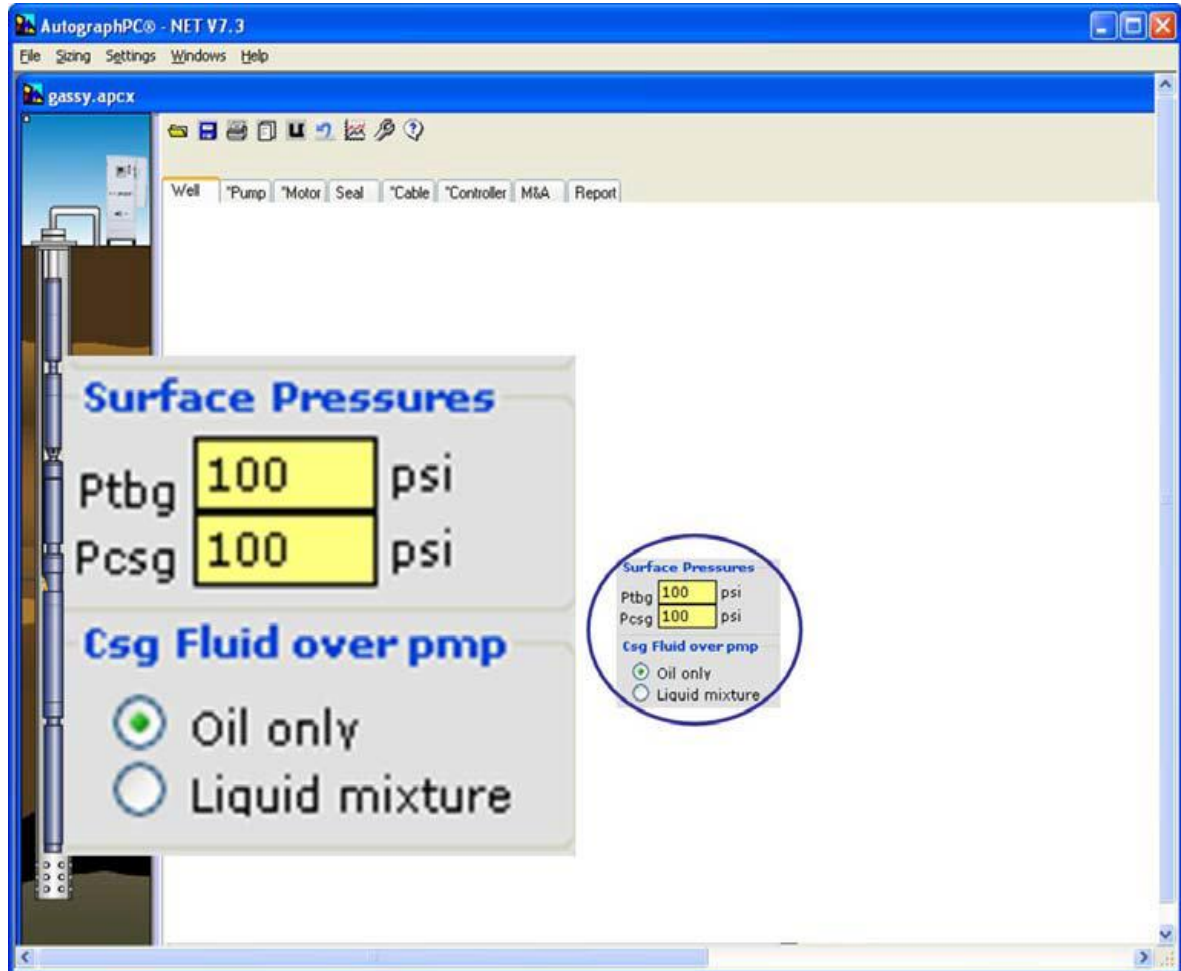 AutographPC® - NET V7.3
File Sizing Settings Windows Help
gassy.apcx
Well *Pump *Motor Seal *Cable *Controller M&A Report
Surface Pressures
Ptbg 100 psi
Pcsg 100 psi
Csg Fluid over pmp
Oil only
Liquid mixture
Surface Pressures
Ptbg 100 psi
Pcsg 100 psi
Csg Fluid over pmp
Oil only
Liquid mixture